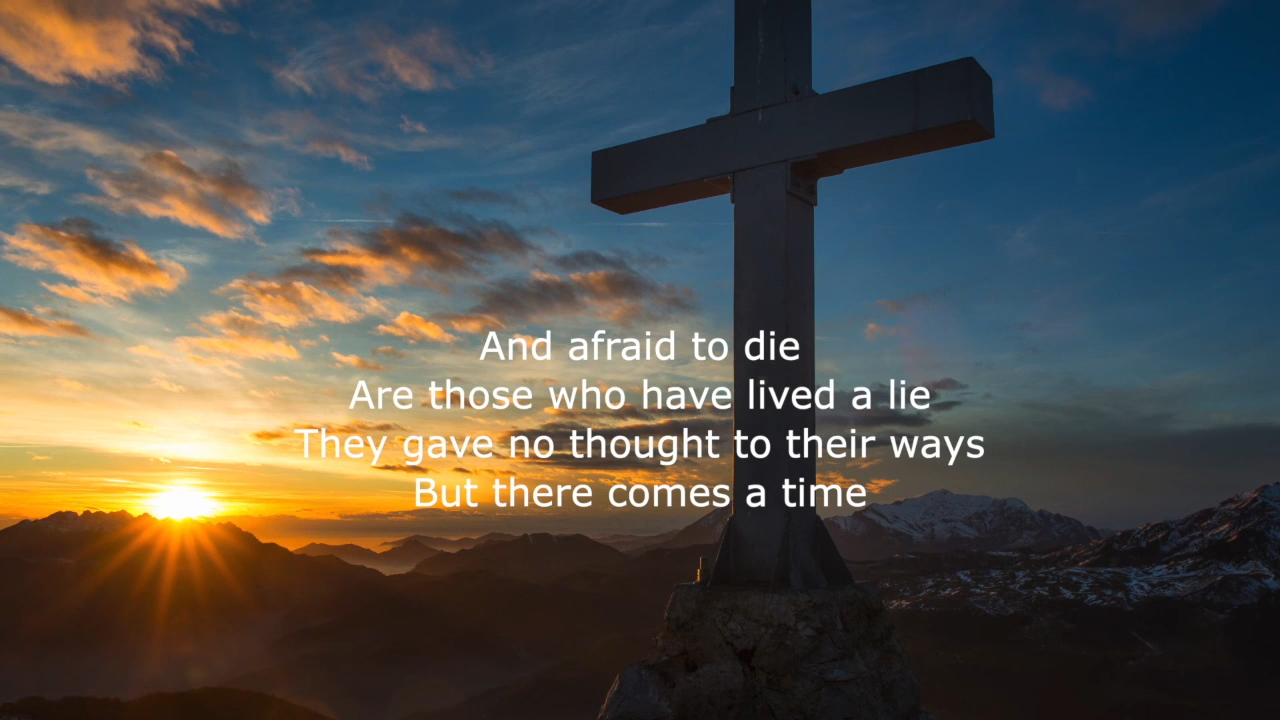 And afraid to die
Are those who have lived a lie
They gave no thought to their ways
But there comes a time